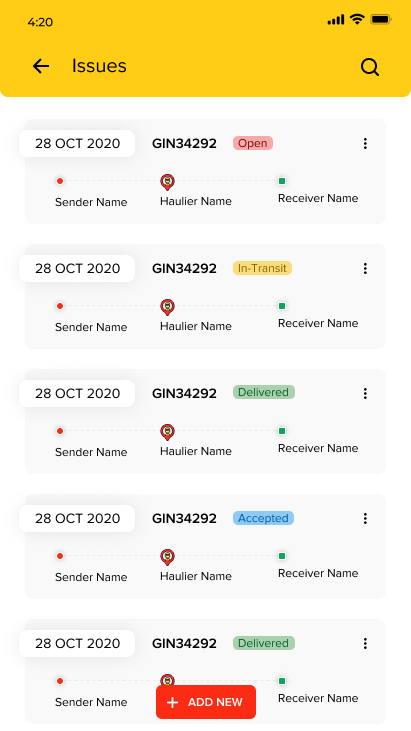 4:20
Issues
28 OCT 2020 GIN34292 Open
Sender Name Haulier Name Receiver Name
28 OCT 2020 GIN34292 In-Transit
Sender Name Haulier Name Receiver Name
28 OCT 2020 GIN34292 Delivered
Sender Name Haulier Name Receiver Name
28 OCT 2020 GIN34292 Accepted
Sender Name Haulier Name Receiver Name
28 OCT 2020 GIN34292 Delivered
Sender Name Receiver Name
+ ADD NEW